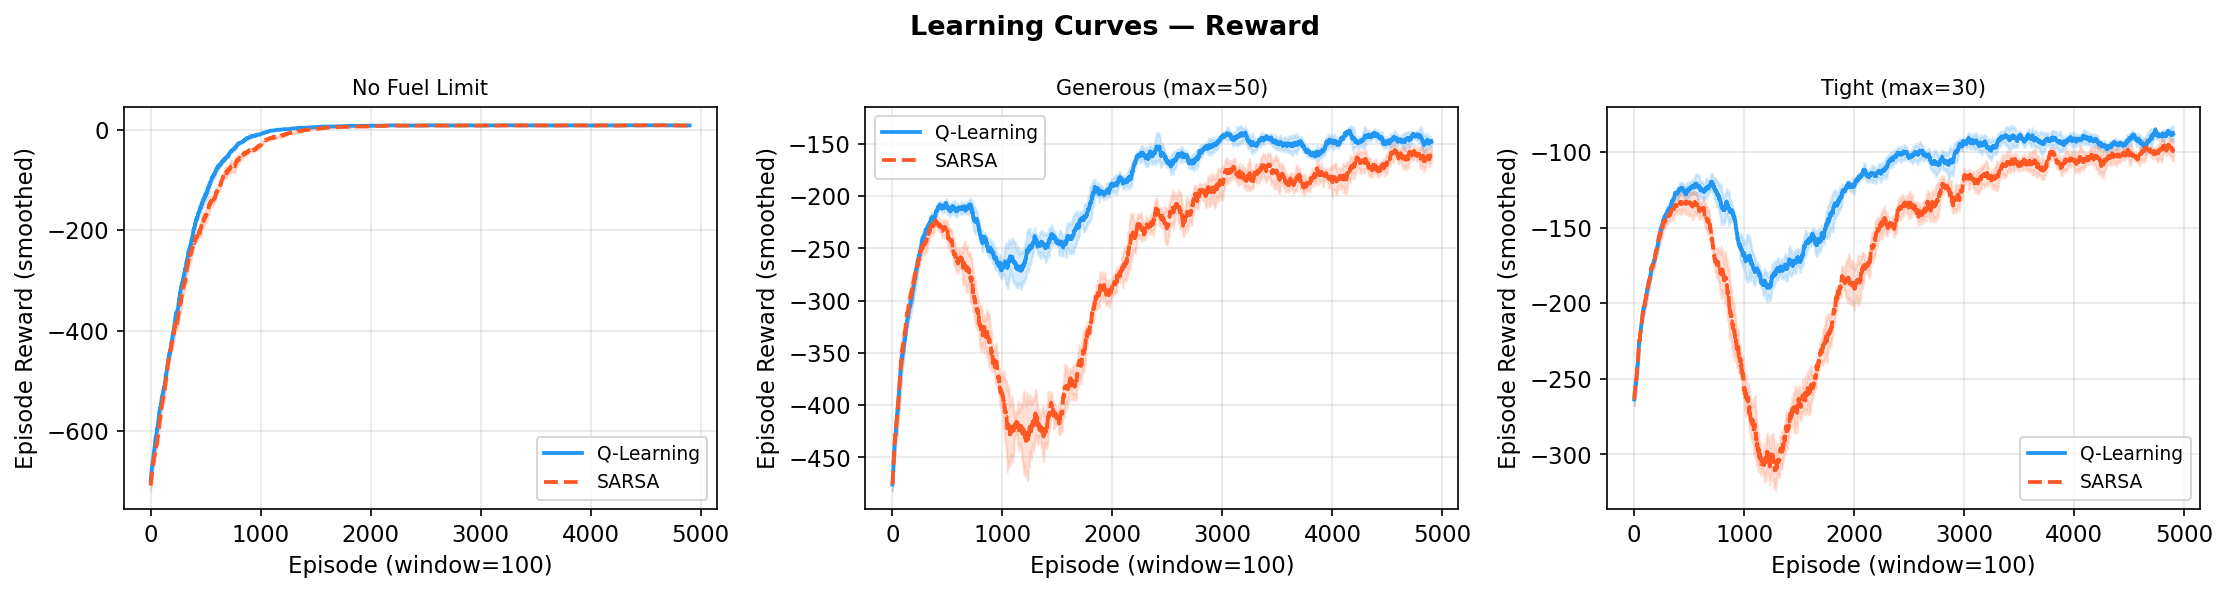 Learning Curves — Reward
No Fuel Limit
Episode Reward (smoothed)
0
−200
−400
−600
Q-Learning
SARSA
0 1000 2000 3000 4000 5000
Episode (window=100)
Generous (max=50)
Episode Reward (smoothed)
−150
−200
−250
−300
−350
−400
−450
Q-Learning
SARSA
0 1000 2000 3000 4000 5000
Episode (window=100)
Tight (max=30)
Episode Reward (smoothed)
−100
−150
−200
−250
−300
Q-Learning
SARSA
0 1000 2000 3000 4000 5000
Episode (window=100)